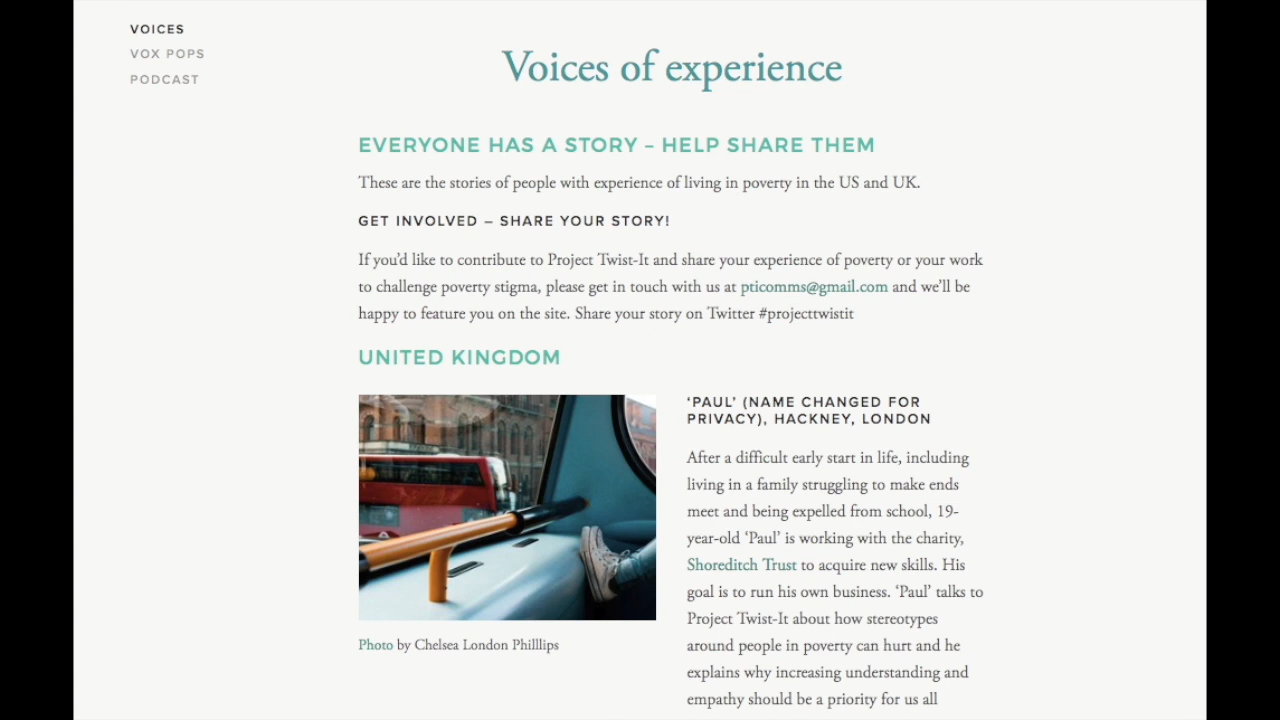 VOICES
VOX POPS
PODCAST
Voices of experience
EVERYONE HAS A STORY – HELP SHARE THEM
These are the stories of people with experience of living in poverty in the US and UK.
GET INVOLVED – SHARE YOUR STORY!
If you’d like to contribute to Project Twist-It and share your experience of poverty or your work
to challenge poverty stigma, please get in touch with us at pticomms@gmail.com and we’ll be
happy to feature you on the site. Share your story on Twitter #projecttwistit
UNITED KINGDOM
Photo by Chelsea London Philllips
‘PAUL’ (NAME CHANGED FOR
PRIVACY), HACKNEY, LONDON
After a difficult early start in life, including
living in a family struggling to make ends
meet and being expelled from school, 19-
year-old ‘Paul’ is working with the charity,
Shoreditch Trust to acquire new skills. His
goal is to run his own business. ‘Paul’ talks to
Project Twist-It about how stereotypes
around people in poverty can hurt and he
explains why increasing understanding and
empathy should be a priority for us all